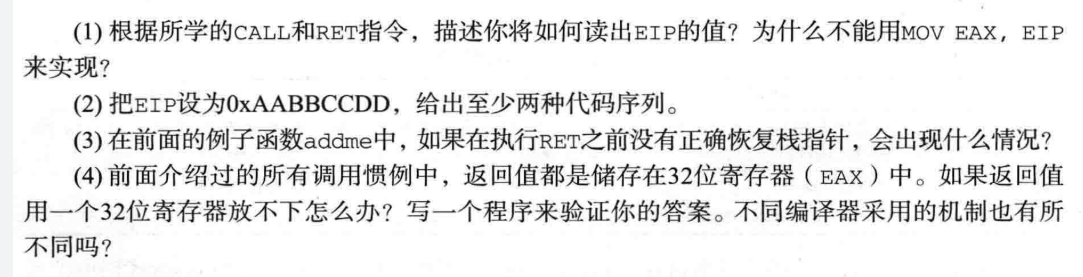 (1) 根据所学的CALL和RET指令，描述你将如何读出EIP的值？为什么不能用MOV EAX，EIP
来实现？
(2) 把EIP设为0xAABBCCDD，给出至少两种代码序列。
(3) 在前面的例子函数addme中，如果在执行RET之前没有正确恢复栈指针，会出现什么情况？
(4) 前面介绍过的所有调用惯例中，返回值都是储存在32位寄存器（EAX）中。如果返回值
用一个32位寄存器放不下怎么办？写一个程序来验证你的答案。不同编译器采用的机制也有所
不同吗？